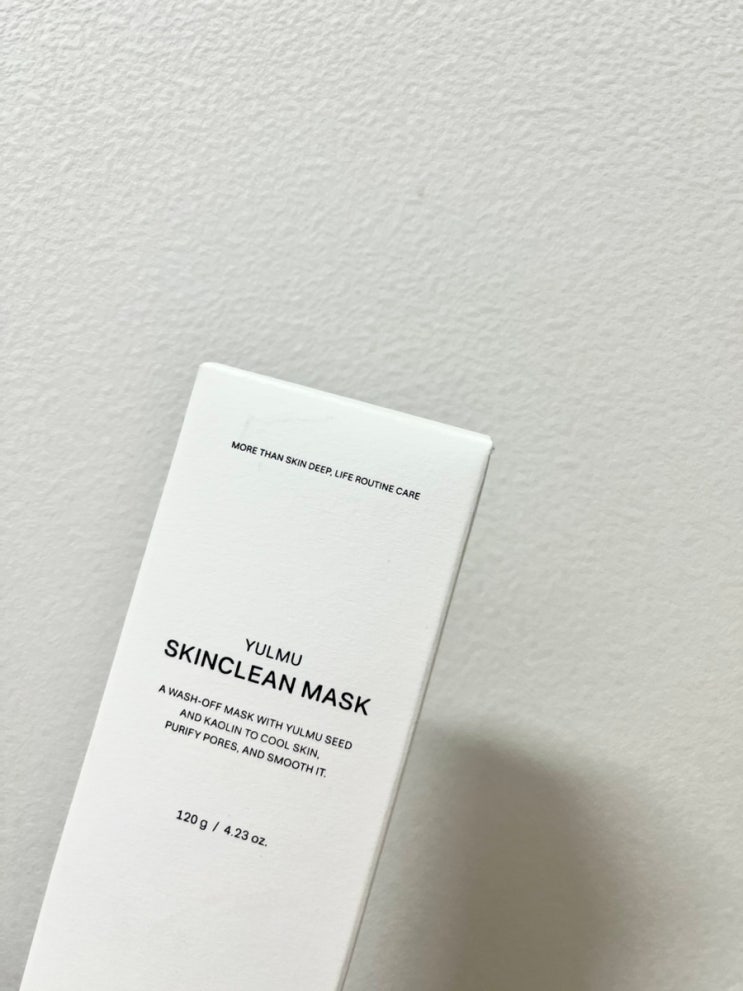 MORE THAN SKIN DEEP, LIFE ROUTINE CARE
YULMU
SKINCLEAN MASK
A WASH-OFF MASK WITH YULMU SEED
AND KAOLIN TO COOL SKIN,
PURIFY PORES, AND SMOOTH IT.
120 g / 4.23 oz.